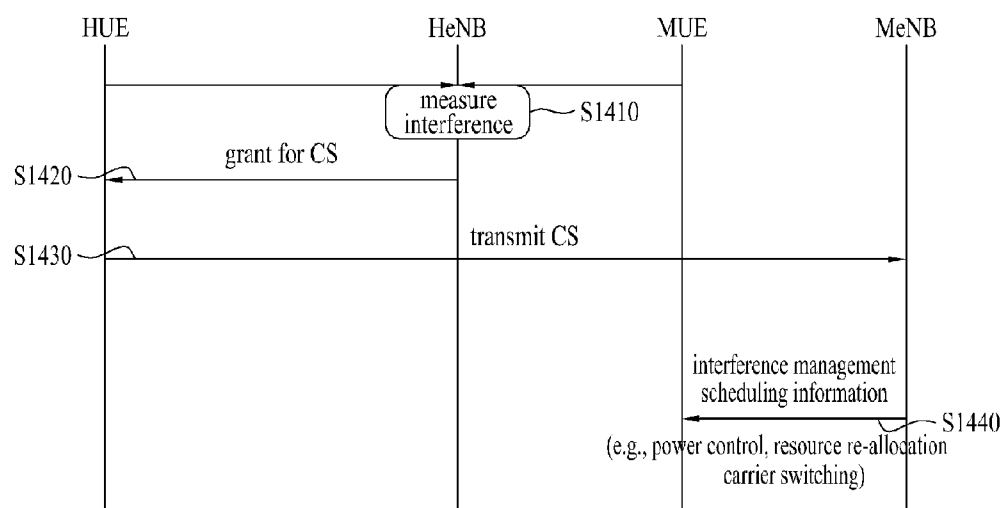 HUE HeNB MUE MeNB
measure
interference
S1410
grant for CS
S1420
transmit CS
S1430
interference management
scheduling information
S1440
(e.g., power control, resource re-allocation
carrier switching)